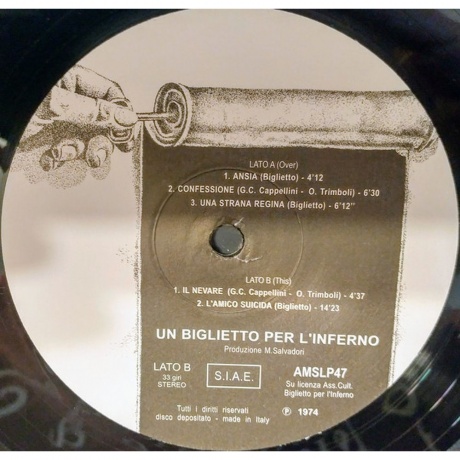 LATO A (Over)
1. ANSIA (Biglietto) - 4'12
2. CONFESSIONE (G.C. Cappellini - O. Trimboli) - 6'30
3. UNA STRANA REGINA (Biglietto) - 6'12"
LATO B (This)
1. IL NEVARE (G.C. Cappellini - O. Trimboli) - 4'37
2. L'AMICO SUICIDA (Biglietto) - 14'23
UN BIGLIETTO PER L'INFERNO
Produzione M.Salvadori
LATO B
33 giri
STEREO
S.I.A.E.
AMSLP47
Su licenza Ass.Cult.
Biglietto per l'Inferno
Tutti i diritti riservati
disco depositato - made in Italy
℗ 1974